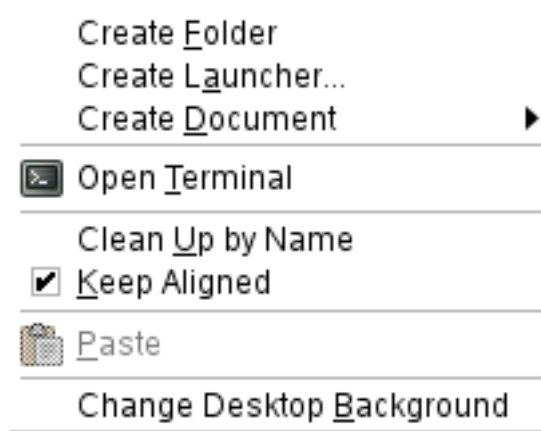 Create Folder
Create Launcher...
Create Document
Open Terminal
Clean Up by Name
Keep Aligned
Paste
Change Desktop Background